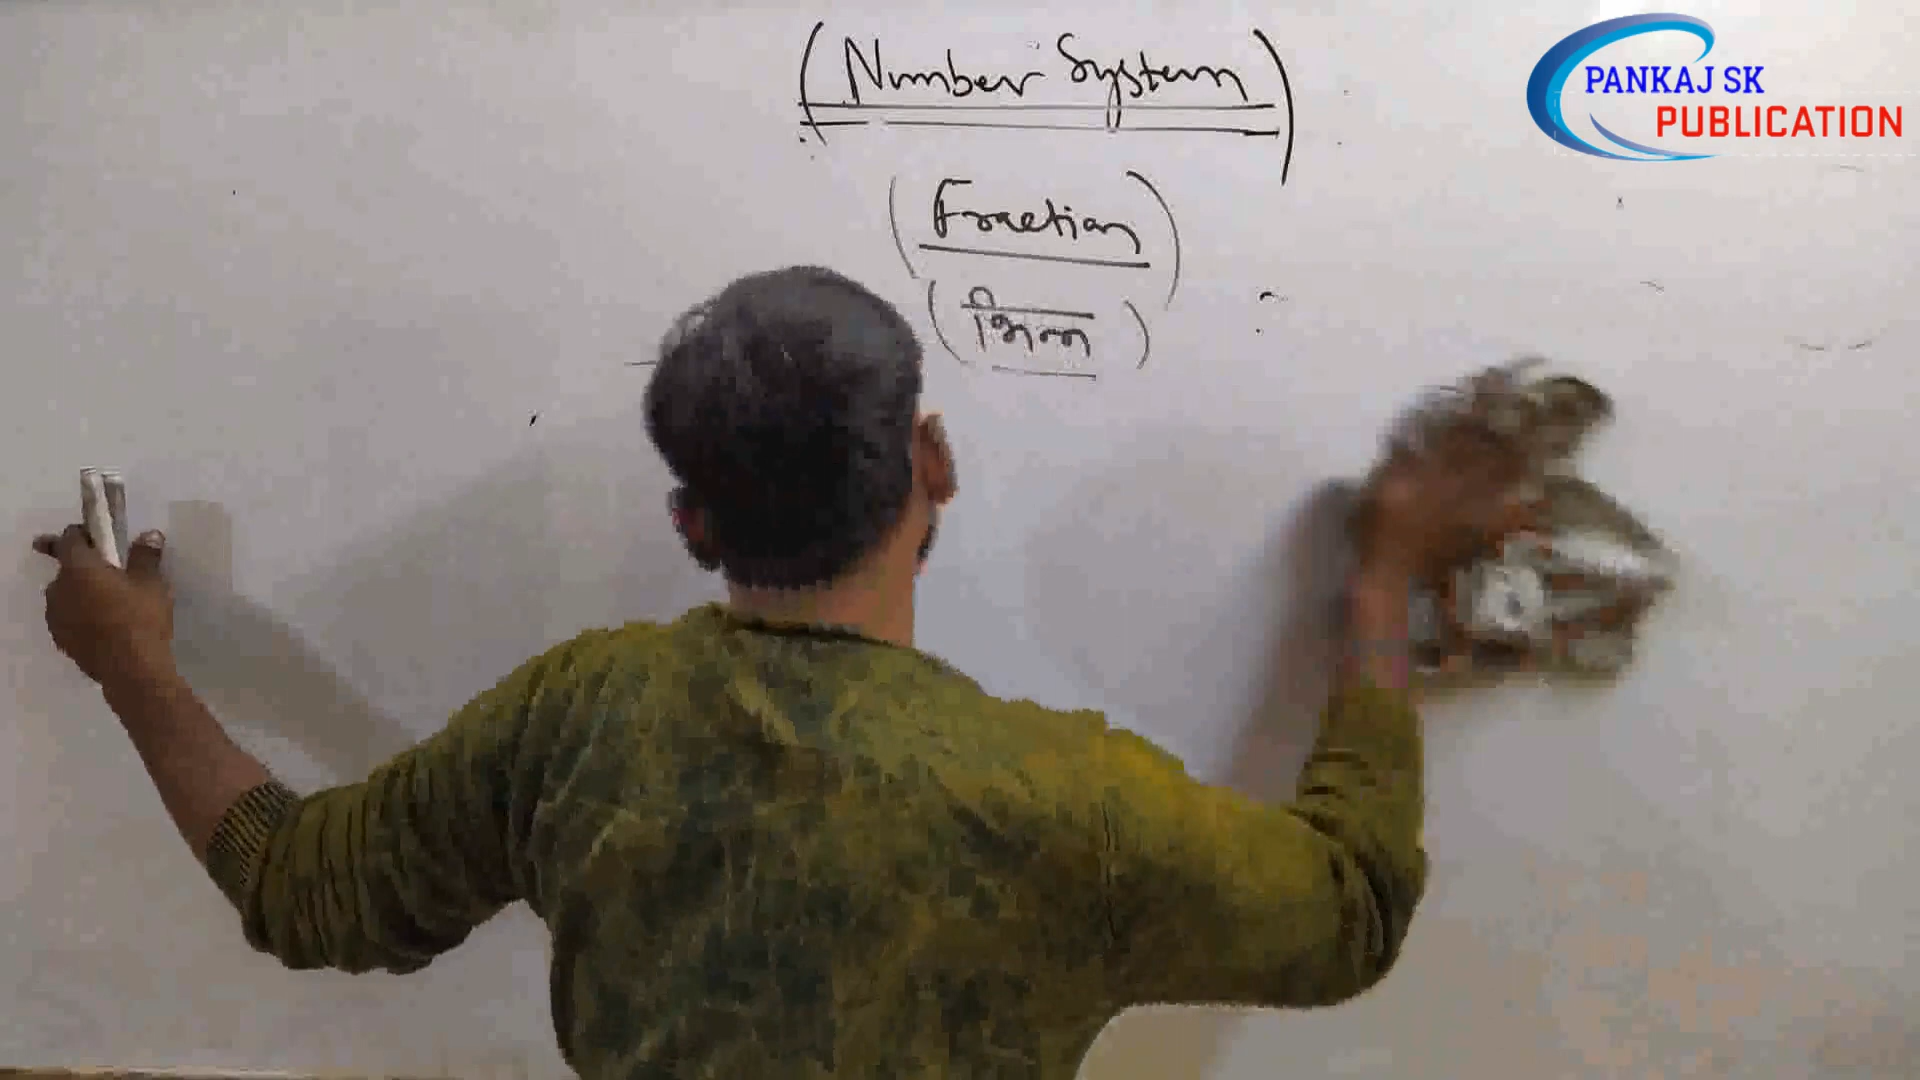 (Number System)
(Fraction)
(भिन्न)
PANKAJ SK
PUBLICATION